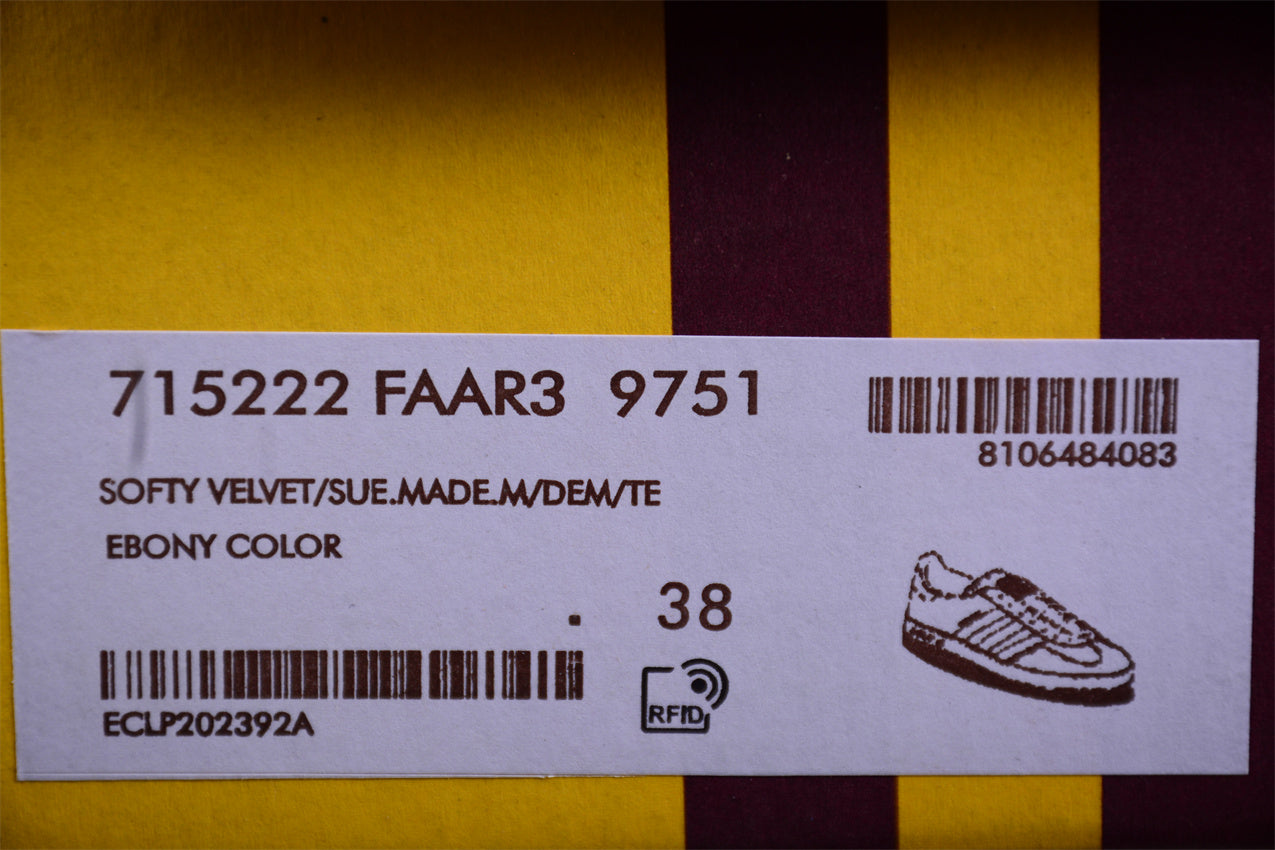 715222 FAAR3 9751
8106484083
SOFTY VELVET/SUE.MADE.M/DEM/TE
EBONY COLOR
. 38
ECLP202392A
RFID